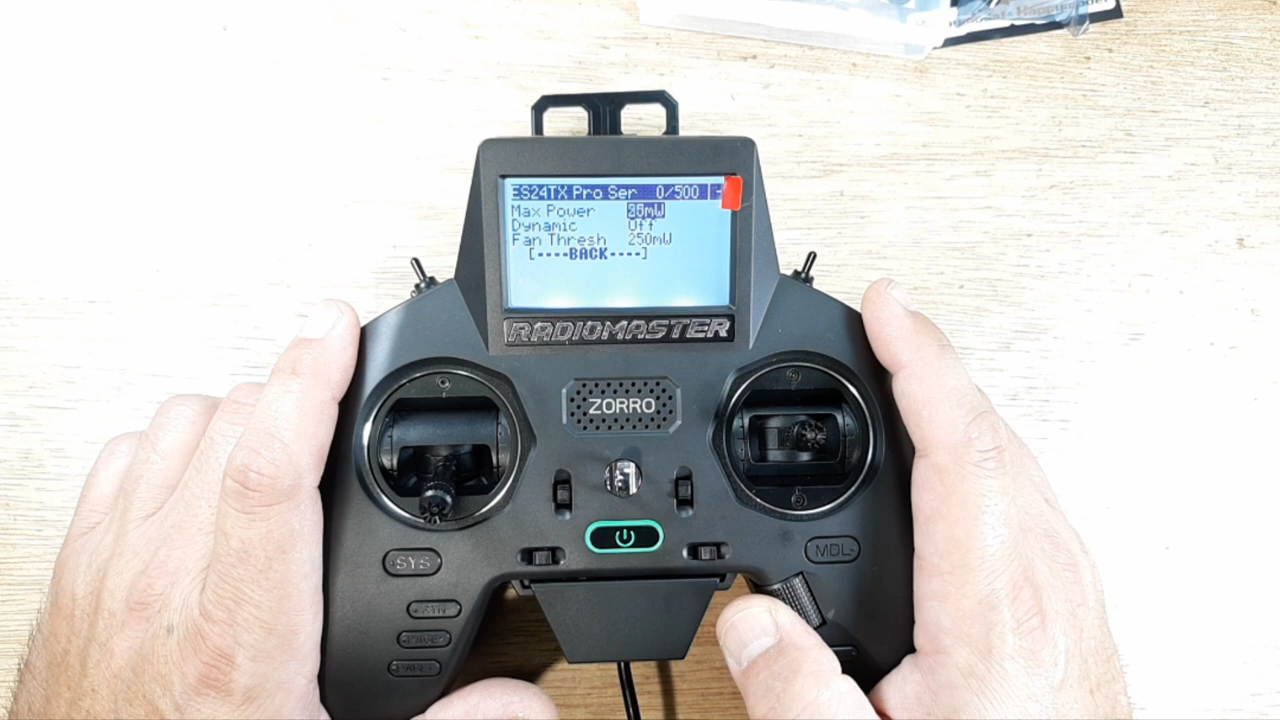 ES24TX Pro Ser 0/500 -
Max Power 25mW
Dynamic Off
Fan Thresh 250mW
[----BACK----]
RADIOMASTER
ZORRO
SYS
MDL